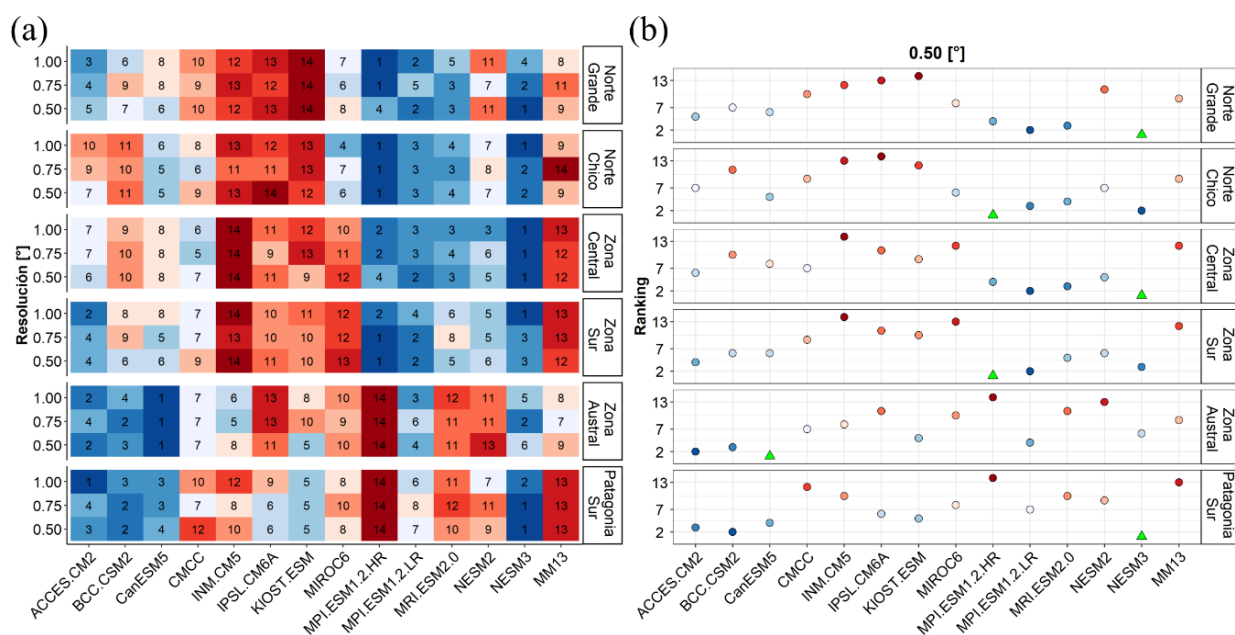 (a)
Resolución [°]
1.00 3 6 8 10 12 13 14 7 1 2 5 11 4 8
0.75 4 9 8 9 13 12 14 6 1 5 3 7 2 11
0.50 5 7 6 10 12 13 14 8 4 2 3 11 1 9
Norte
Grande
1.00 10 11 6 8 13 12 13 4 1 3 4 7 1 9
0.75 9 10 5 6 11 11 13 7 1 3 3 8 2 14
0.50 7 11 5 9 13 14 12 6 1 3 4 7 2 9
Norte
Chico
1.00 7 9 8 6 14 11 12 10 2 3 3 3 1 13
0.75 7 10 8 5 14 9 13 11 2 3 4 6 1 12
0.50 6 10 8 7 14 11 9 12 4 2 3 5 1 12
Zona
Central
1.00 2 8 8 7 14 10 11 12 2 4 6 5 1 13
0.75 4 9 5 7 13 10 10 12 1 2 8 5 3 13
0.50 4 6 6 9 14 11 10 13 1 2 5 6 3 12
Zona
Sur
1.00 2 4 1 7 6 13 8 10 14 3 12 11 5 8
0.75 4 2 1 7 5 13 10 9 14 6 11 11 2 7
0.50 2 3 1 7 8 11 5 10 14 4 11 13 6 9
Zona
Austral
1.00 1 3 3 10 12 9 5 8 14 6 11 7 2 13
0.75 4 2 3 7 8 6 5 10 14 8 12 11 1 13
0.50 3 2 4 12 10 6 5 8 14 7 10 9 1 13
Patagonia
Sur
ACCES.CM2
BCC.CSM2
CanESM5
CMCC
INM.CM5
IPSL.CM6A
KIOST.ESM
MIROC6
MPI.ESM1.2.HR
MPI.ESM1.2.LR
MRI.ESM2.0
NESM2
NESM3
MM13
(b)
0.50 [°]
Ranking
13
7
2
Norte
Grande
13
7
2
Norte
Chico
13
7
2
Zona
Central
13
7
2
Zona
Sur
13
7
2
Zona
Austral
13
7
2
Patagonia
Sur
ACCES.CM2
BCC.CSM2
CanESM5
CMCC
INM.CM5
IPSL.CM6A
KIOST.ESM
MIROC6
MPI.ESM1.2.HR
MPI.ESM1.2.LR
MRI.ESM2.0
NESM2
NESM3
MM13